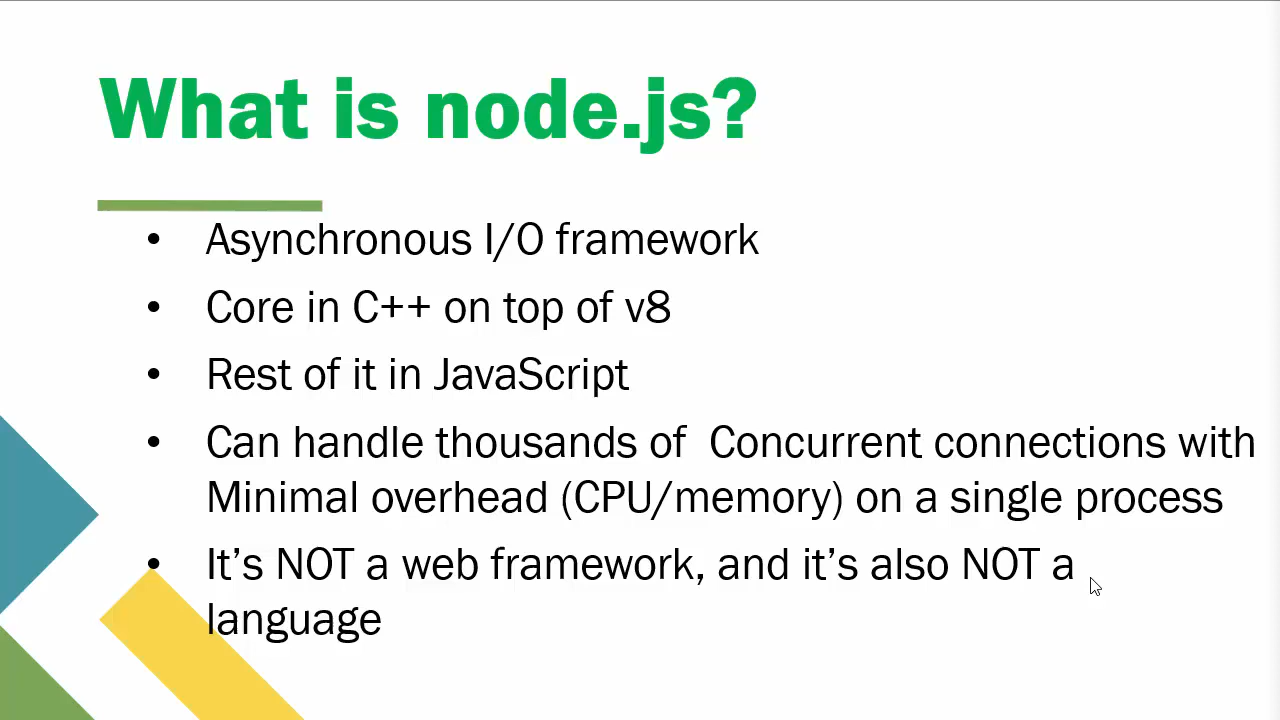 What is node.js?
• Asynchronous I/O framework
• Core in C++ on top of v8
• Rest of it in JavaScript
• Can handle thousands of  Concurrent connections with
Minimal overhead (CPU/memory) on a single process
• It’s NOT a web framework, and it’s also NOT a
language